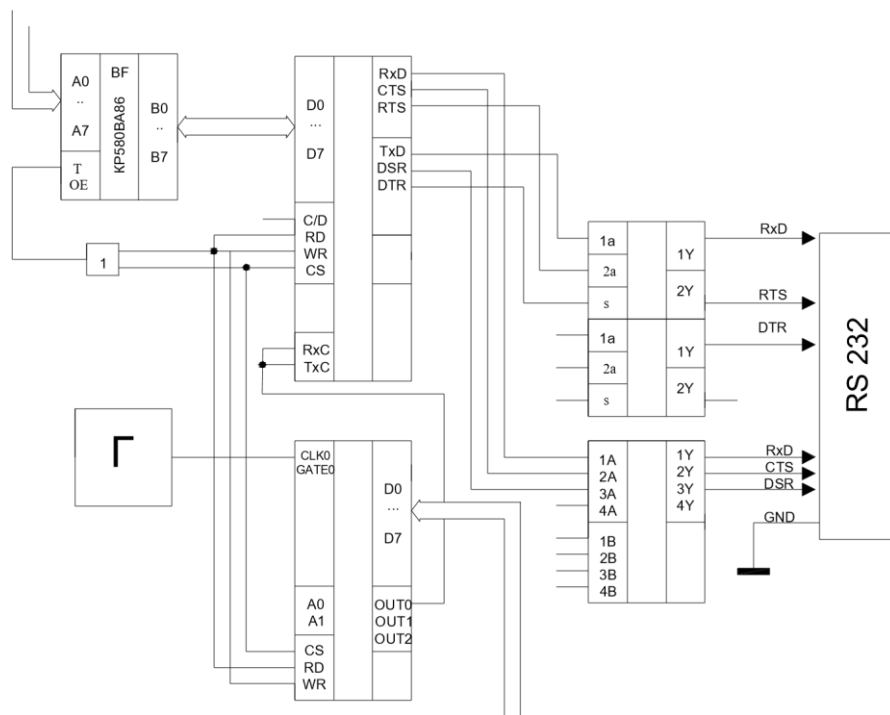 A0
..
A7
T
OE
BF
КР580ВА86
B0
..
B7
1
D0
...
D7
C/D
RD
WR
CS
RxC
TxC
RxD
CTS
RTS
TxD
DSR
DTR
Г
CLK0
GATE0
A0
A1
CS
RD
WR
D0
...
D7
OUT0
OUT1
OUT2
1a
2a
s
1Y
2Y
1a
2a
s
1Y
2Y
1A
2A
3A
4A
1B
2B
3B
4B
1Y
2Y
3Y
4Y
RxD
RTS
DTR
RxD
CTS
DSR
GND
RS 232